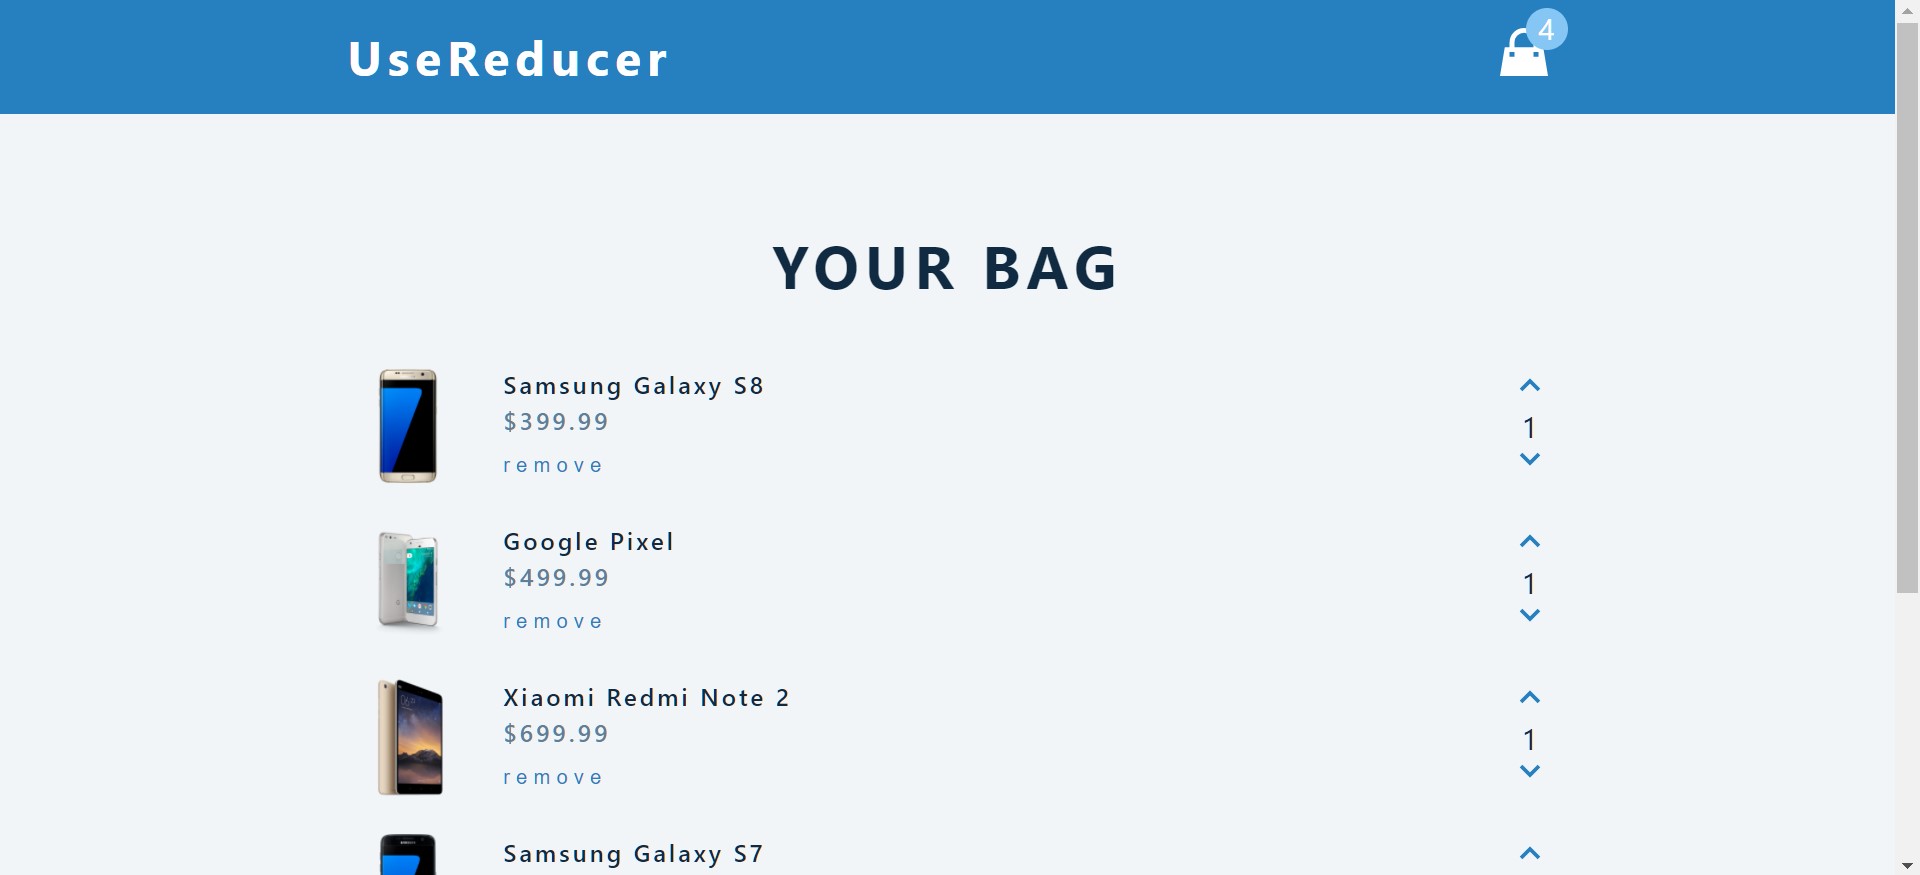 UseReducer
4
YOUR BAG
Samsung Galaxy S8
$399.99
remove
1
Google Pixel
$499.99
remove
1
Xiaomi Redmi Note 2
$699.99
remove
1
Samsung Galaxy S7